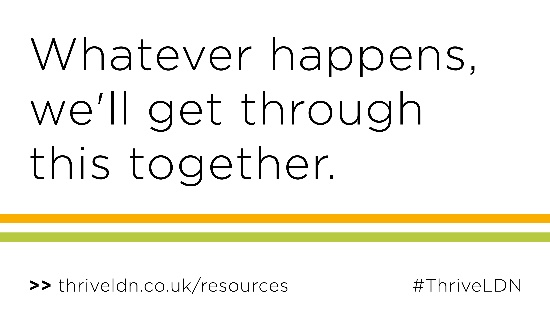 Whatever happens,
we'll get through
this together.
>> thriveldn.co.uk/resources
#ThriveLDN